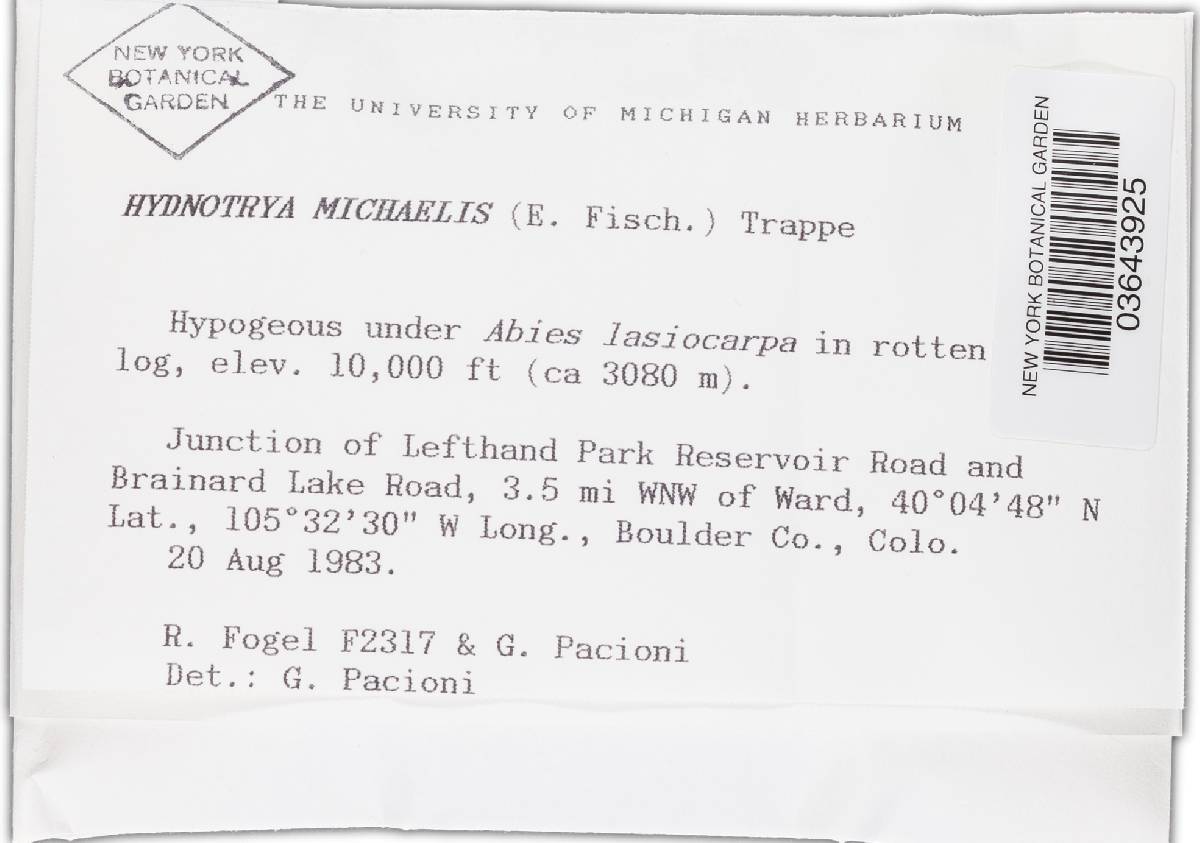 NEW YORK
BOTANICAL
GARDEN
THE UNIVERSITY OF MICHIGAN HERBARIUM
HYDNOTRYA MICHAELIS (E. Fisch.) Trappe
Hypogeous under Abies lasiocarpa in rotten
log, elev. 10,000 ft (ca 3080 m).
Junction of Lefthand Park Reservoir Road and
Brainard Lake Road, 3.5 mi WNW of Ward, 40°04'48" N
Lat., 105°32'30" W Long., Boulder Co., Colo.
20 Aug 1983.
R. Fogel F2317 & G. Pacioni
Det.: G. Pacioni
NEW YORK BOTANICAL GARDEN
03643925